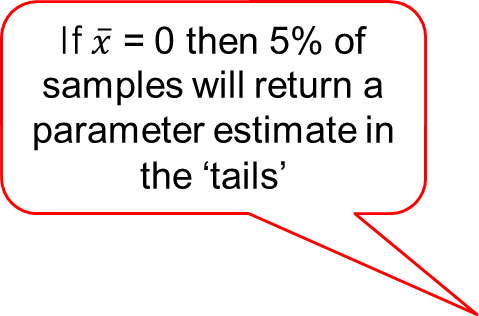 If x̄ = 0 then 5% of
samples will return a
parameter estimate in
the ‘tails’